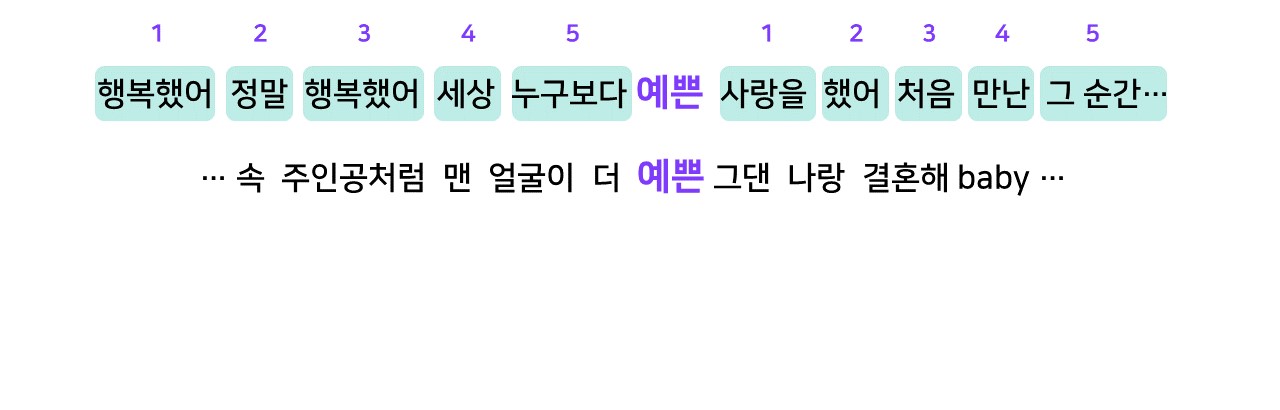 1 2 3 4 5 1 2 3 4 5
행복했어 정말 행복했어 세상 누구보다 예쁜 사랑을 했어 처음 만난 그 순간…
… 속 주인공처럼 맨 얼굴이 더 예쁜 그댄 나랑 결혼해 baby …